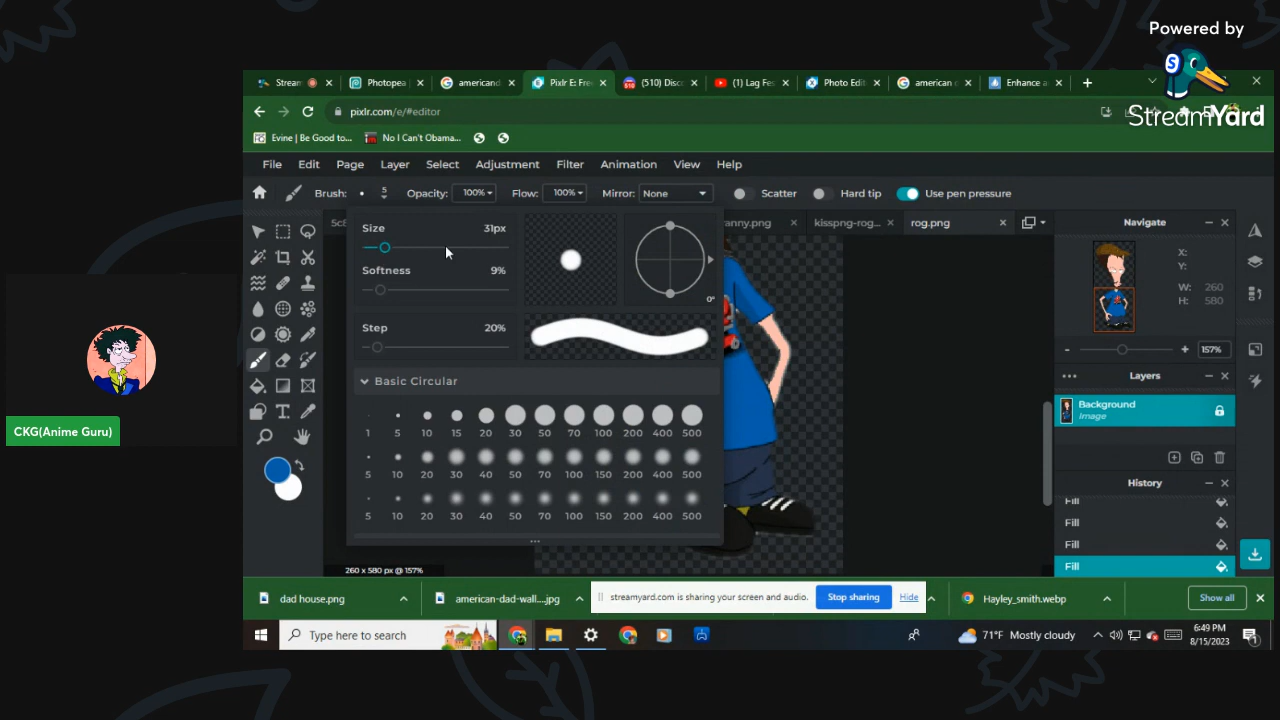 Powered by
StreamYard
Stream
Photopea
americand
Pixlr E: Fre
(510) Disc
(1) Lag Fes
Photo Edit
american
Enhance a
pixlr.com/e/#editor
Evine | Be Good to...
No I Can't Obama...
File Edit Page Layer Select Adjustment Filter Animation View Help
Brush: 5 Opacity: 100% Flow: 100% Mirror: None Scatter Hard tip Use pen pressure
anny.png kisspng-rog... rog.png
Navigate
Size 31px
Softness 9%
0°
Step 20%
X:
Y:
W: 260
H: 580
- + 157%
Layers
Basic Circular
Background
Image
1 5 10 15 20 30 50 70 100 200 400 500
5 10 20 30 40 50 70 100 150 200 400 500
5 10 20 30 40 50 70 100 150 200 400 500
CKG(Anime Guru)
History
Fill
Fill
Fill
Fill
260 x 580 px @ 157%
dad house.png
american-dad-wall....jpg
streamyard.com is sharing your screen and audio.
Stop sharing
Hide
Hayley_smith.webp
Show all
Type here to search
71°F Mostly cloudy
6:49 PM
8/15/2023
1